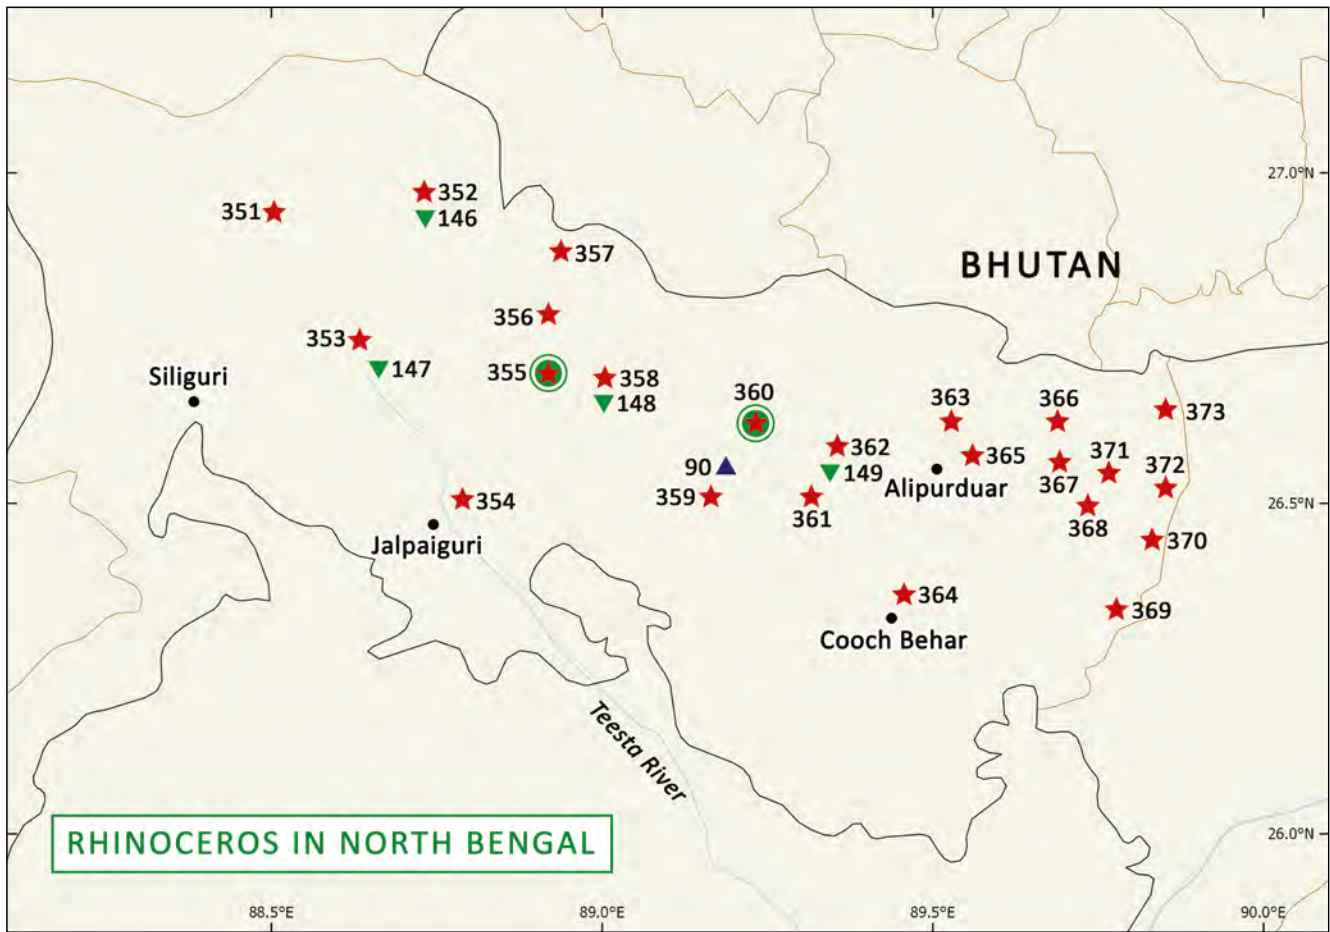 27.0°N
352
351
146
357
BHUTAN
356
353
147
355
358
Siliguri
360
363
366
373
148
362
365
371
372
90
149
367
359
Alipurduar
26.5°N
354
361
368
Jalpaiguri
370
364
369
Cooch Behar
Teesta River
RHINOCEROS IN NORTH BENGAL
26.0°N
88.5°E
89.0°E
89.5°E
90.0°E